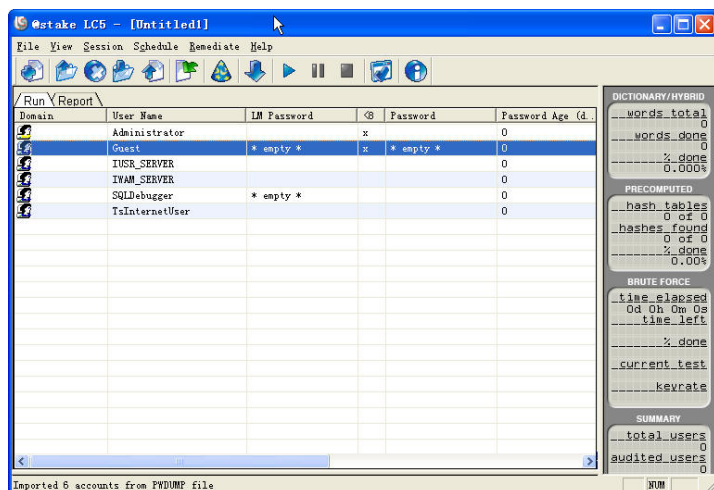 @stake LC5 - [Untitled1]
File View Session Schedule Remediate Help
Run Report
Domain User Name LM Password <8 Password Password Age (d..
Administrator x 0
Guest * empty * x * empty * 0
IUSR_SERVER 0
IWAM_SERVER 0
SQLDebugger * empty * 0
TsInternetUser 0
DICTIONARY/HYBRID
words total
0
words done
0
% done
0.000%
PRECOMPUTED
hash tables
0 of 0
hashes found
0 of 0
% done
0.00%
BRUTE FORCE
time elapsed
0d 0h 0m 0s
time left
% done
current test
keyrate
SUMMARY
total users
0
audited users
0
Imported 6 accounts from PWDUMP file NUM